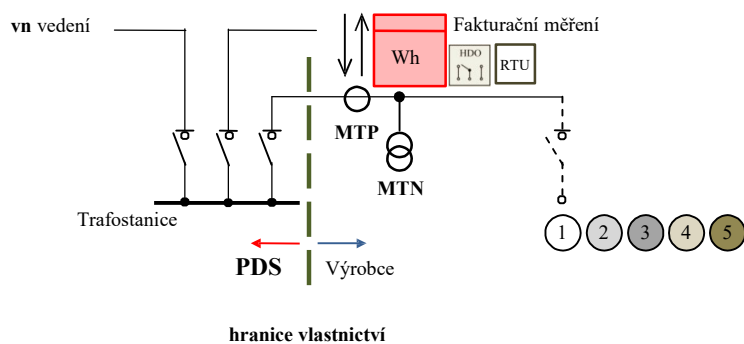 vn vedení
Fakturační měření
Wh
HDO
RTU
MTP
MTN
Trafostanice
1 2 3 4 5
PDS
Výrobce
hranice vlastnictví